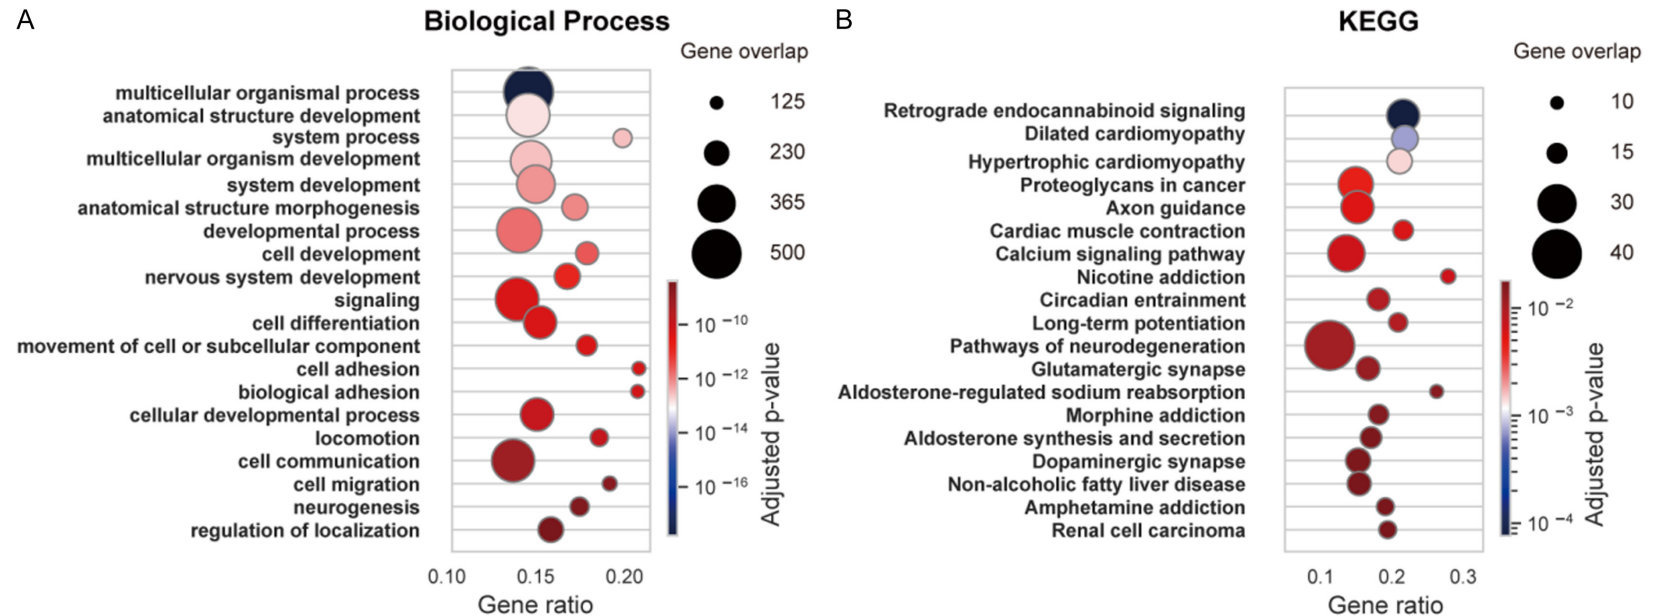 A
Biological Process
Gene overlap
125
230
365
500
multicellular organismal process
anatomical structure development
system process
multicellular organism development
system development
anatomical structure morphogenesis
developmental process
cell development
nervous system development
signaling
cell differentiation
movement of cell or subcellular component
cell adhesion
biological adhesion
cellular developmental process
locomotion
cell communication
cell migration
neurogenesis
regulation of localization
10 −10
10 −12
10 −14
10 −16
Adjusted p-value
0.10 0.15 0.20
Gene ratio
B
KEGG
Gene overlap
10
15
30
40
Retrograde endocannabinoid signaling
Dilated cardiomyopathy
Hypertrophic cardiomyopathy
Proteoglycans in cancer
Axon guidance
Cardiac muscle contraction
Calcium signaling pathway
Nicotine addiction
Circadian entrainment
Long-term potentiation
Pathways of neurodegeneration
Glutamatergic synapse
Aldosterone-regulated sodium reabsorption
Morphine addiction
Aldosterone synthesis and secretion
Dopaminergic synapse
Non-alcoholic fatty liver disease
Amphetamine addiction
Renal cell carcinoma
10 −2
10 −3
10 −4
Adjusted p-value
0.1 0.2 0.3
Gene ratio